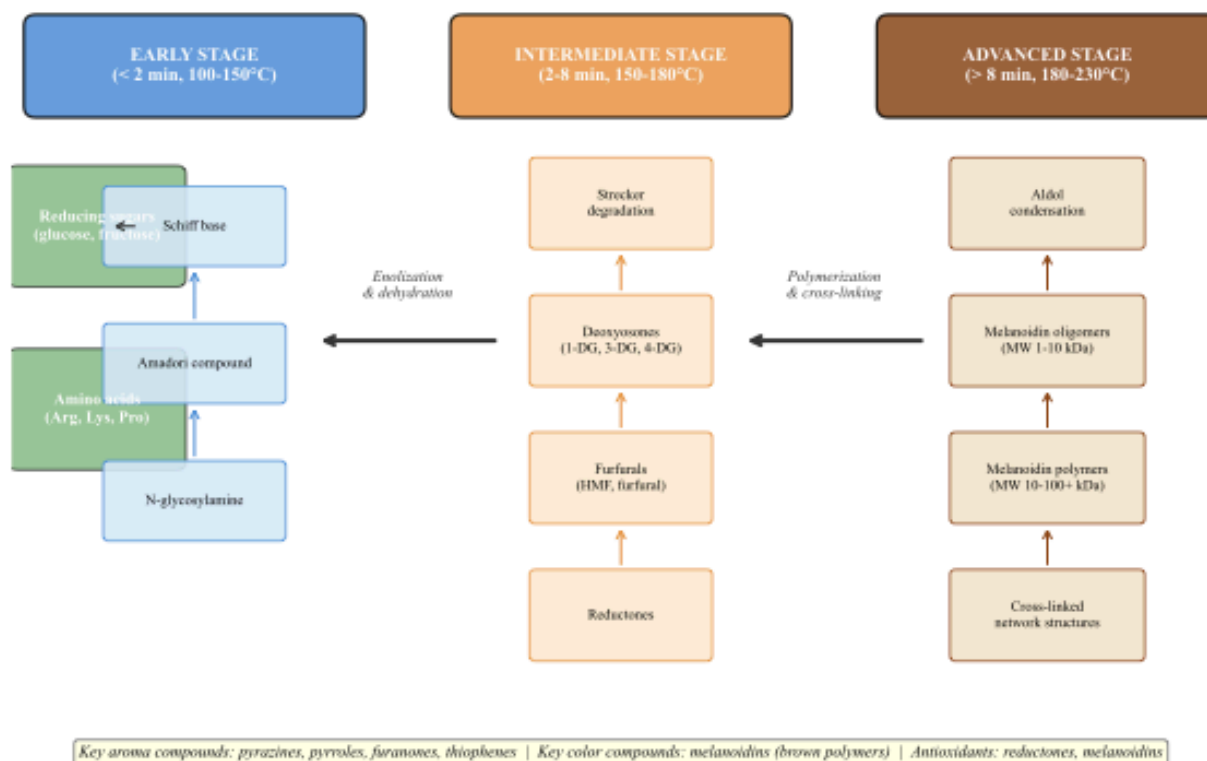 EARLY STAGE
(< 2 min, 100-150°C)
INTERMEDIATE STAGE
(2-8 min, 150-180°C)
ADVANCED STAGE
(> 8 min, 180-230°C)
Reducing sugars
(glucose, fructose)
Schiff base
Amadori compound
Amino acids
(Arg, Lys, Pro)
N-glycosylamine
Enolization
& dehydration
Strecker
degradation
Deoxyosones
(1-DG, 3-DG, 4-DG)
Furfurals
(HMF, furfural)
Reductones
Polymerization
& cross-linking
Aldol
condensation
Melanoidin oligomers
(MW 1-10 kDa)
Melanoidin polymers
(MW 10-100+ kDa)
Cross-linked
network structures
Key aroma compounds: pyrazines, pyrroles, furanones, thiophenes | Key color compounds: melanoidins (brown polymers) | Antioxidants: reductones, melanoidins